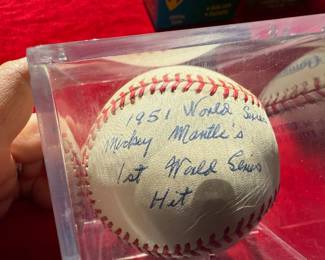 1951 World Series
Mickey Mantle's
1st World Series
Hit